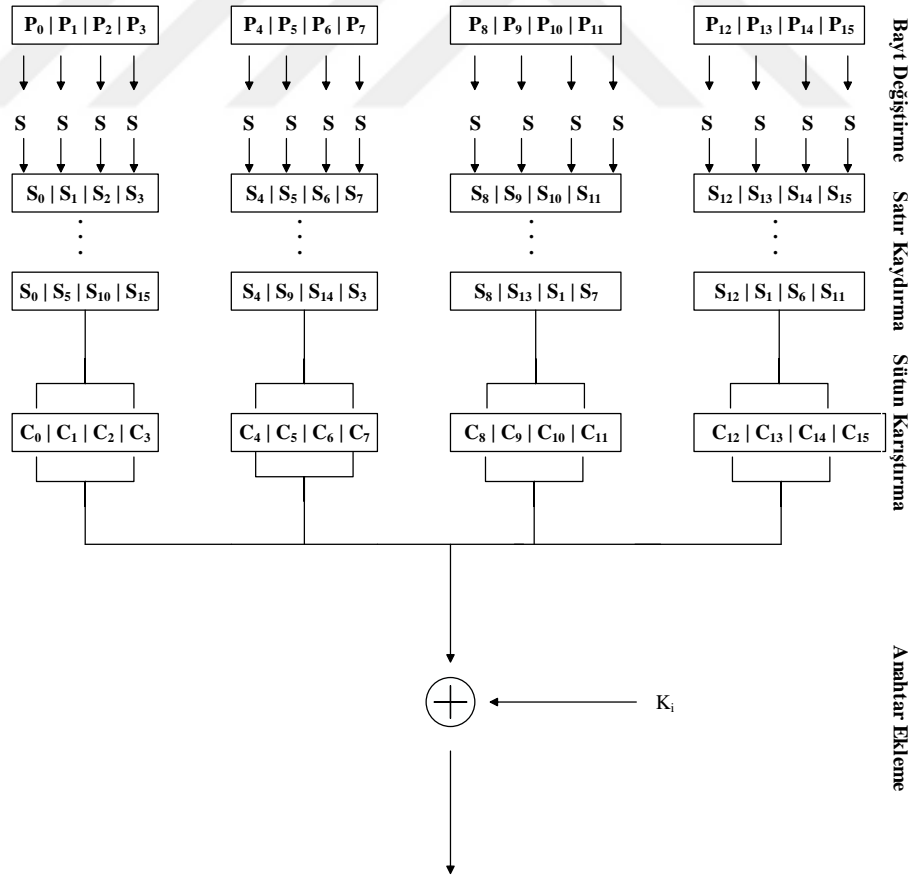 P₀ | P₁ | P₂ | P₃ P₄ | P₅ | P₆ | P₇ P₈ | P₉ | P₁₀ | P₁₁ P₁₂ | P₁₃ | P₁₄ | P₁₅
S S S S S S S S S S S S S S S S
S₀ | S₁ | S₂ | S₃ S₄ | S₅ | S₆ | S₇ S₈ | S₉ | S₁₀ | S₁₁ S₁₂ | S₁₃ | S₁₄ | S₁₅
S₀ | S₅ | S₁₀ | S₁₅ S₄ | S₉ | S₁₄ | S₃ S₈ | S₁₃ | S₁ | S₇ S₁₂ | S₁ | S₆ | S₁₁
C₀ | C₁ | C₂ | C₃ C₄ | C₅ | C₆ | C₇ C₈ | C₉ | C₁₀ | C₁₁ C₁₂ | C₁₃ | C₁₄ | C₁₅
Kᵢ
Bayt Değiştirme
Satır Kaydırma
Sütun Karıştırma
Anahtar Ekleme